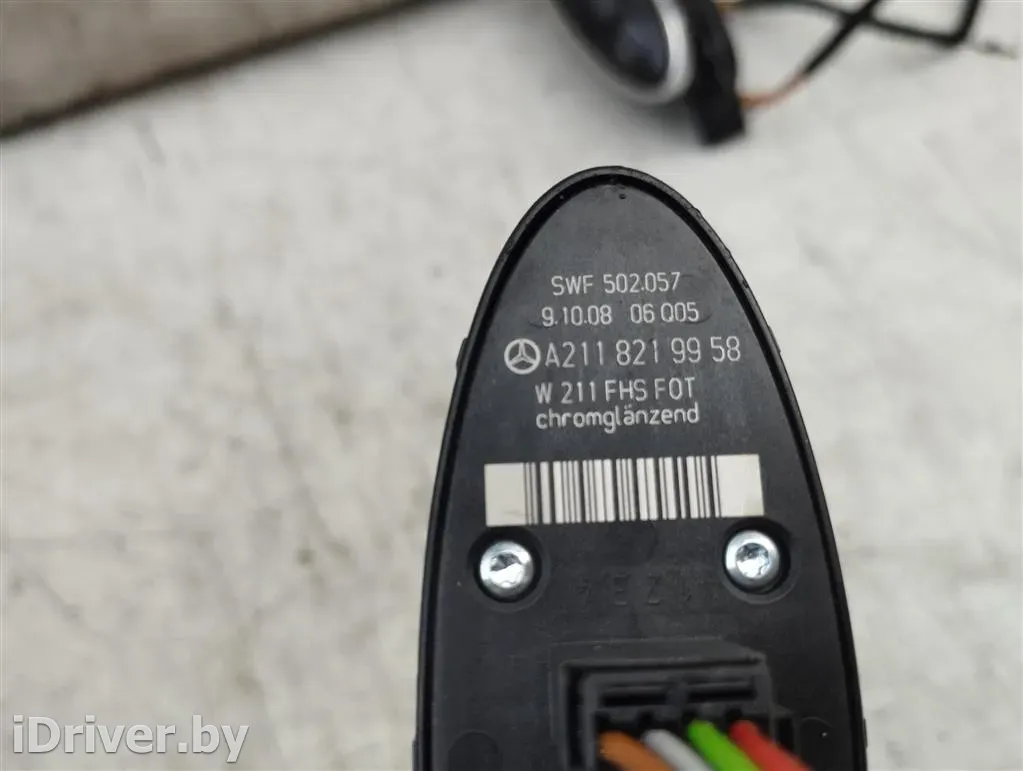 SWF 502.057
9.10.08 06 Q05
A211 821 99 58
W 211 FHS FOT
chromglänzend
iDriver.by